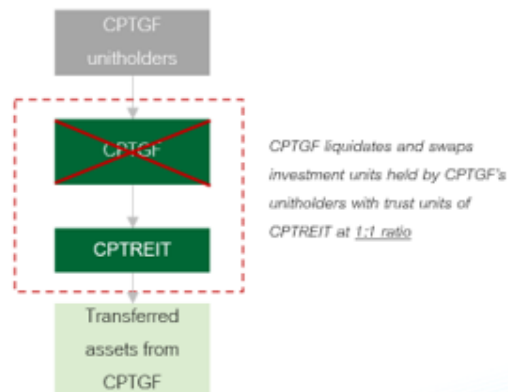 CPTGF
unitholders
CPTGF
CPTGF liquidates and swaps
investment units held by CPTGF's
unitholders with trust units of
CPTREIT at 1:1 ratio
CPTREIT
Transferred
assets from
CPTGF